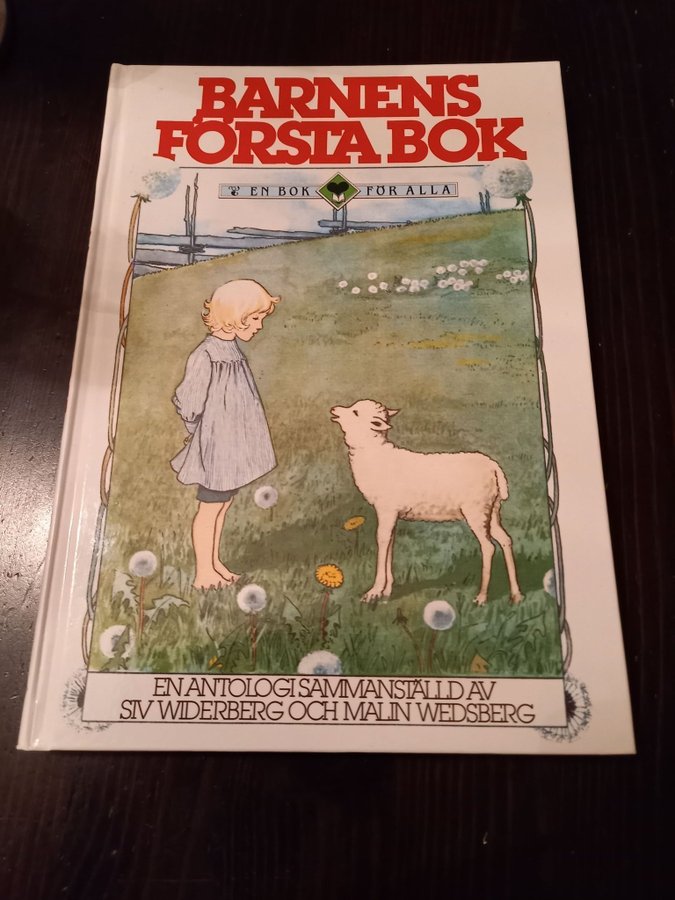 BARNENS
FÖRSTA BOK
EN BOK FÖR ALLA
EN ANTOLOGI SAMMANSTÄLLD AV
SIV WIDERBERG OCH MALIN WEDSBERG